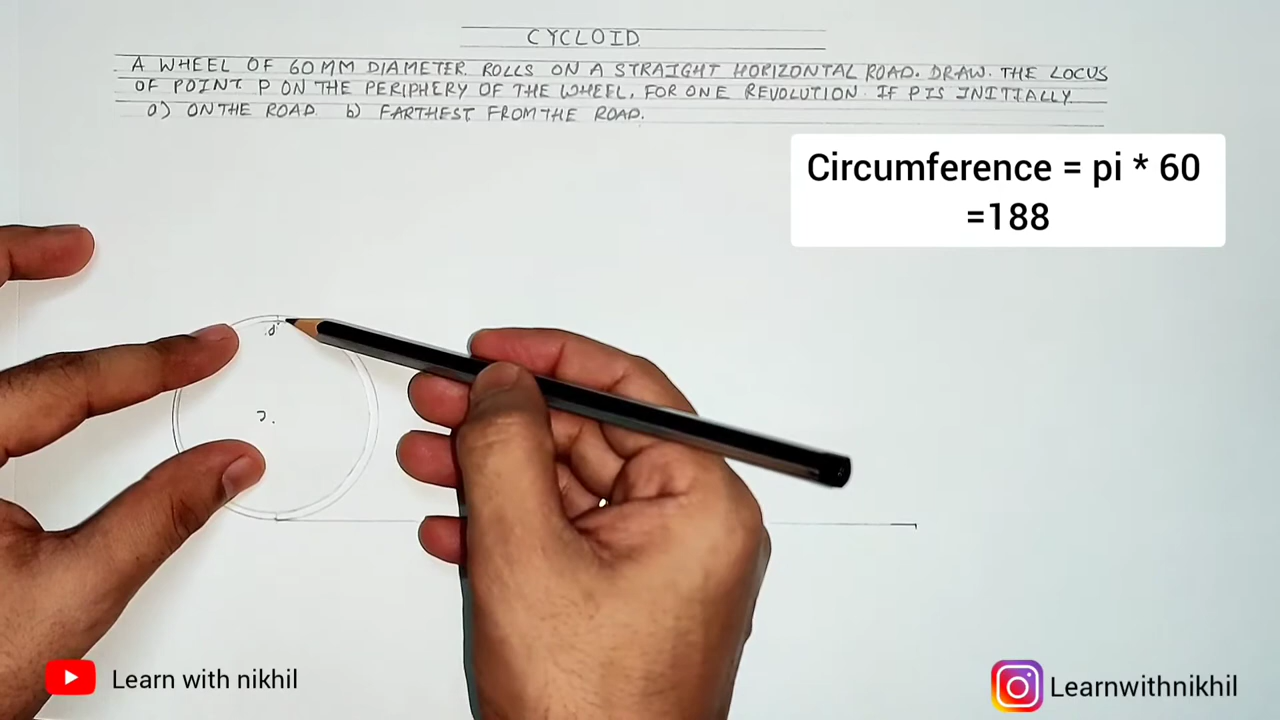 CYCLOID
A WHEEL OF 60MM DIAMETER. ROLLS ON A STRAIGHT HORIZONTAL ROAD. DRAW. THE LOCUS
OF POINT P ON THE PERIPHERY OF THE WHEEL, FOR ONE REVOLUTION. IF P IS INITIALLY
a) ON THE ROAD. b) FARTHEST FROM THE ROAD.
Circumference = pi * 60
=188
Learn with nikhil
Learnwithnikhil